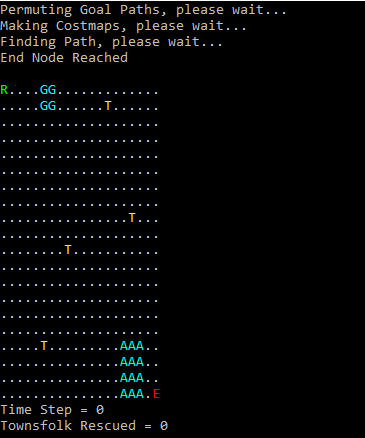 Permuting Goal Paths, please wait...
Making Costmaps, please wait...
Finding Path, please wait...
End Node Reached
R....GG.............
.....GG......T......
....................
....................
....................
....................
....................
....................
................T...
....................
........T...........
....................
....................
....................
....................
....................
.....T.........AAA..
...............AAA..
...............AAA..
...............AAA.E
Time Step = 0
Townsfolk Rescued = 0